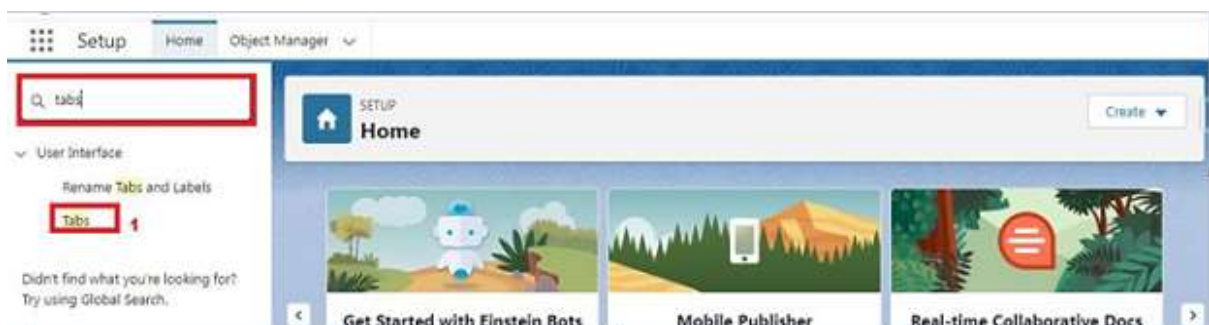 Setup Home Object Manager
tabs
SETUP
Home
Create
User Interface
Rename Tabs and Labels
Tabs
1
Didn't find what you're looking for?
Try using Global Search.
Get Started with Einstein Bots
Mobile Publisher
Real-time Collaborative Docs